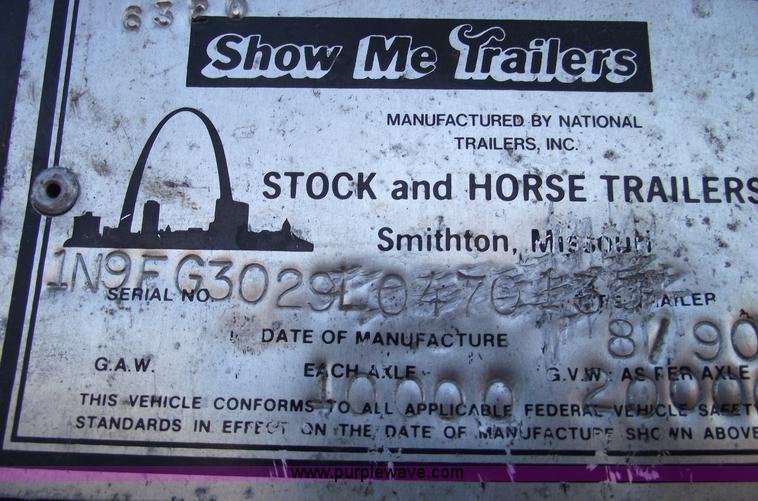 6320
Show Me Trailers
MANUFACTURED BY NATIONAL
TRAILERS, INC.
STOCK and HORSE TRAILERS
Smithton, Missouri
SERIAL NO. TRAILER
DATE OF MANUFACTURE 8/90
G.A.W. EACH AXLE 10000 G.V.W. AS PER AXLE 20000
THIS VEHICLE CONFORMS TO ALL APPLICABLE FEDERAL VEHICLE SAFETY
STANDARDS IN EFFECT ON THE DATE OF MANUFACTURE SHOWN ABOVE
www.purplewave.com